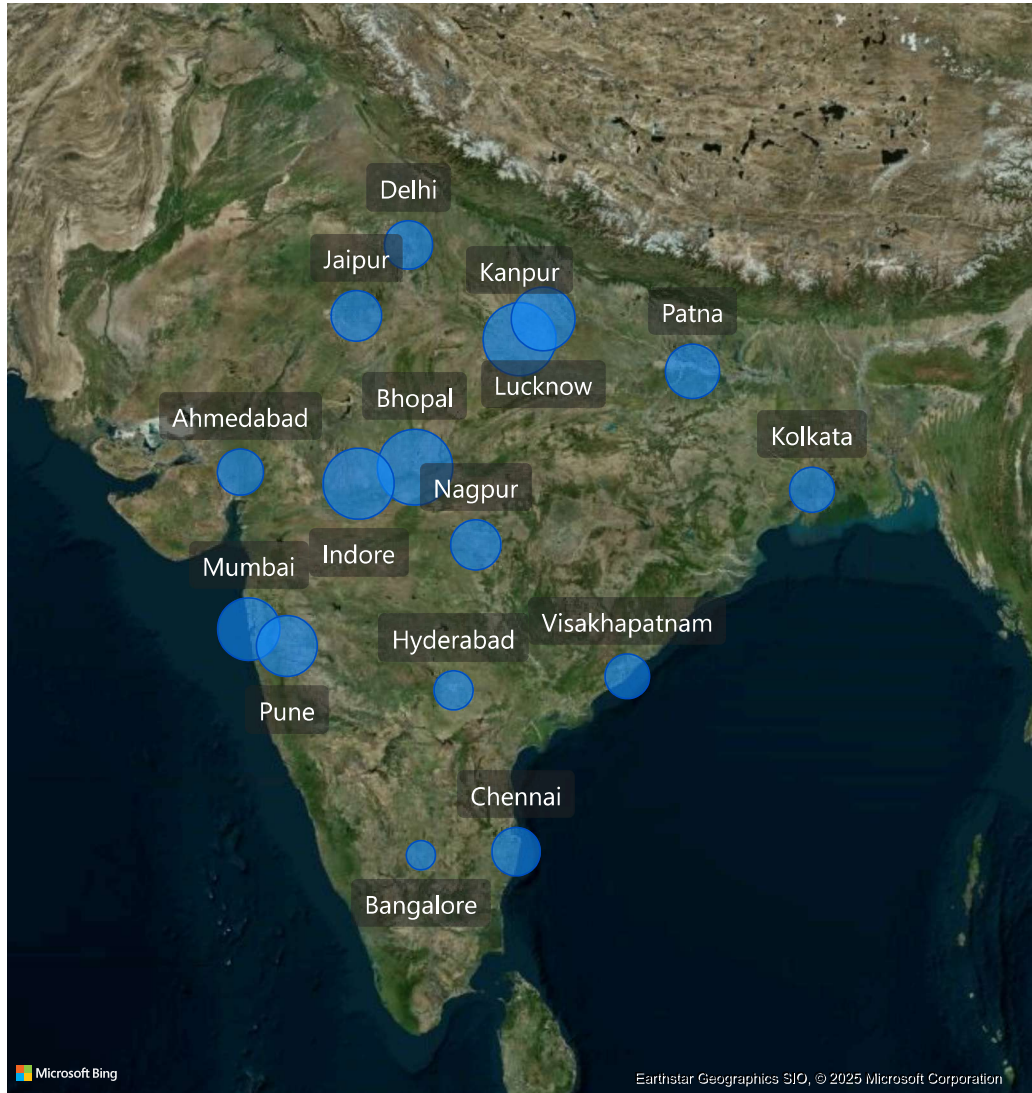 Delhi
Jaipur
Kanpur
Patna
Lucknow
Bhopal
Ahmedabad
Kolkata
Nagpur
Indore
Mumbai
Visakhapatnam
Hyderabad
Pune
Chennai
Bangalore
Microsoft Bing
Earthstar Geographics SIO, © 2025 Microsoft Corporation